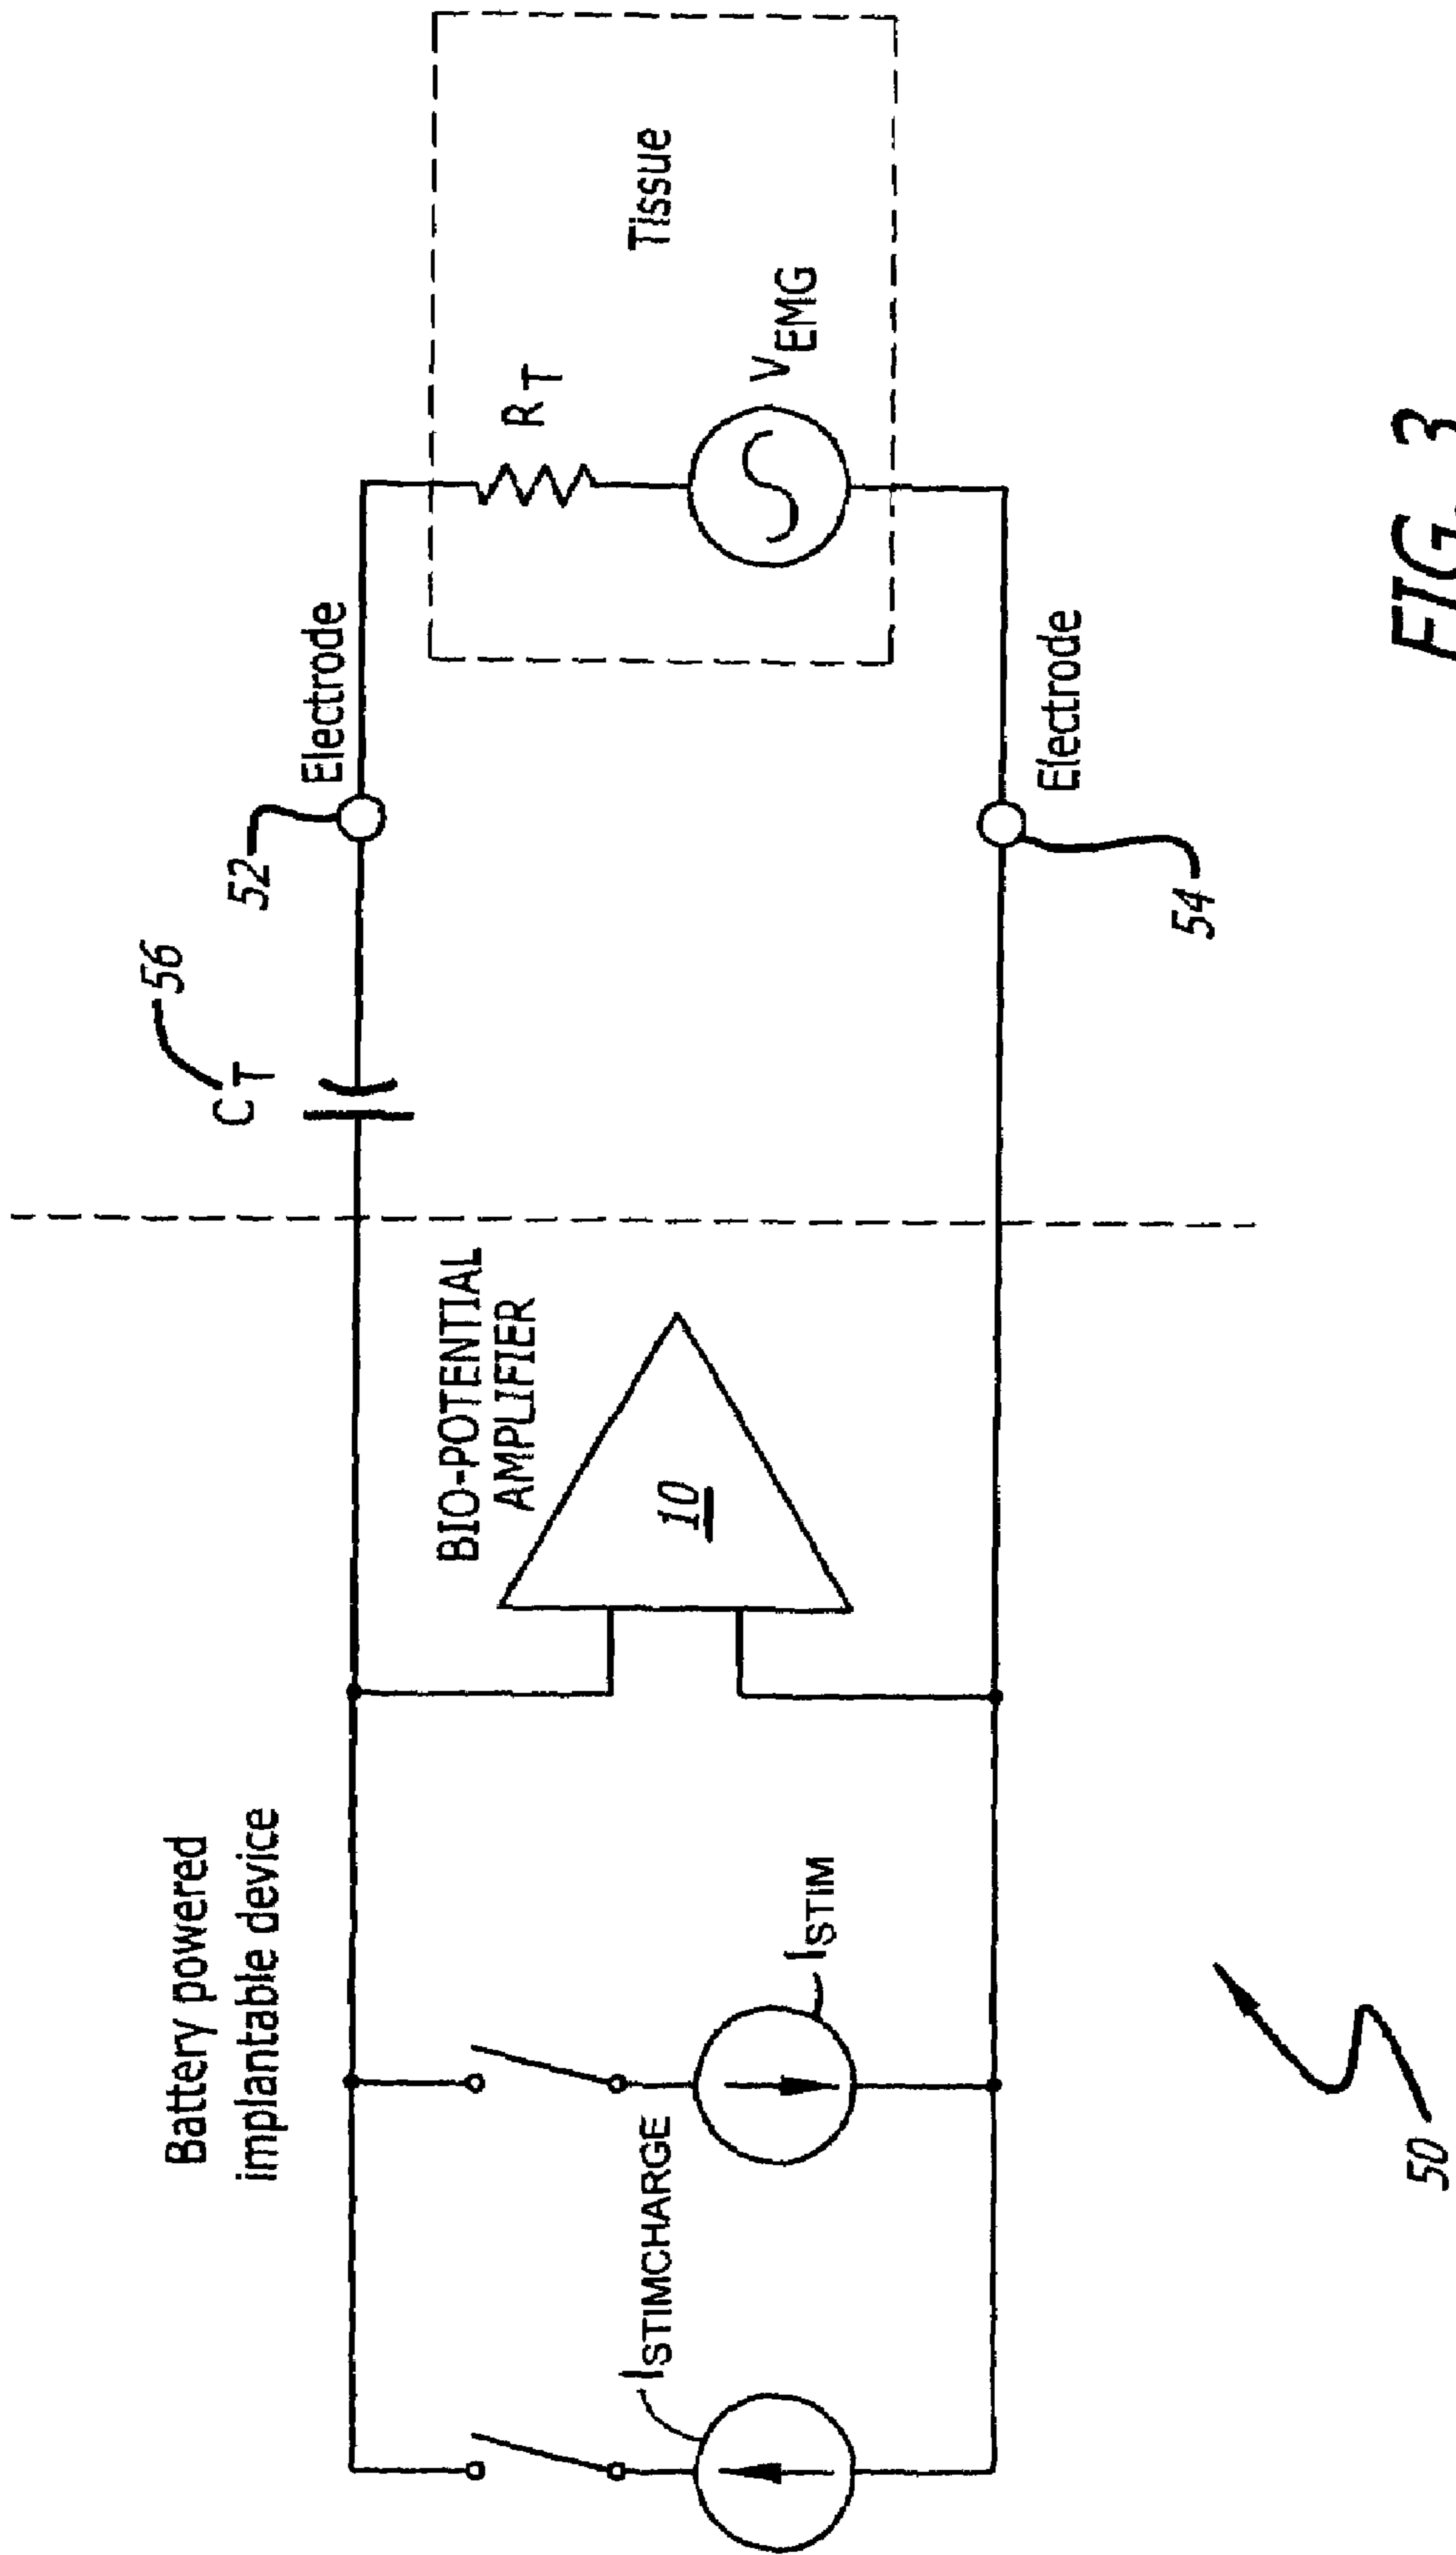 Battery powered
implantable device
BIO-POTENTIAL
AMPLIFIER
10
ISTIMCHARGE
ISTIM
CT
56
52
Electrode
RT
VEMG
Tissue
Electrode
54
50
FIG. 3